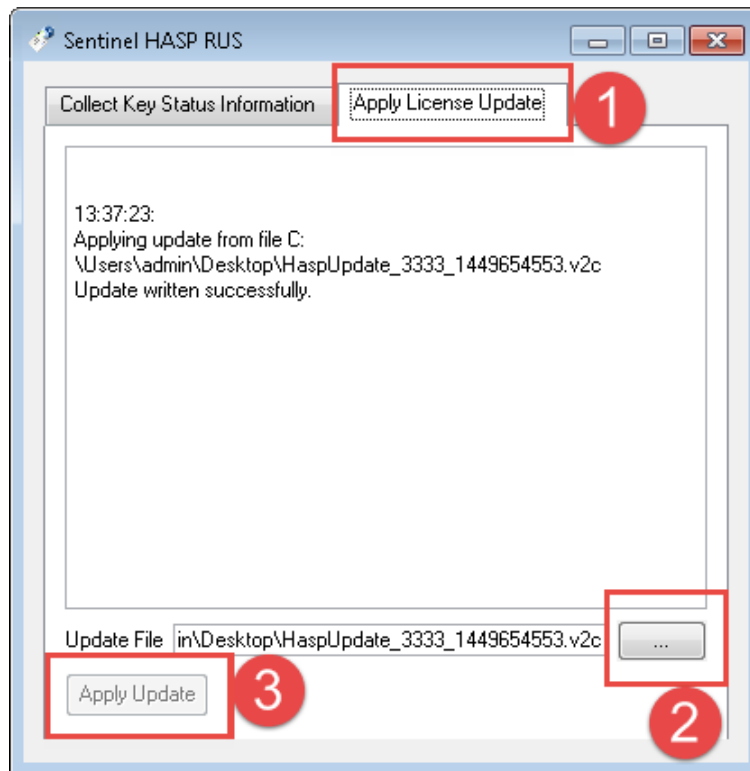 Sentinel HASP RUS
Collect Key Status Information
Apply License Update
1
13:37:23:
Applying update from file C:
\Users\admin\Desktop\HaspUpdate_3333_1449654553.v2c
Update written successfully.
Update File in\Desktop\HaspUpdate_3333_1449654553.v2c ...
Apply Update
3
2